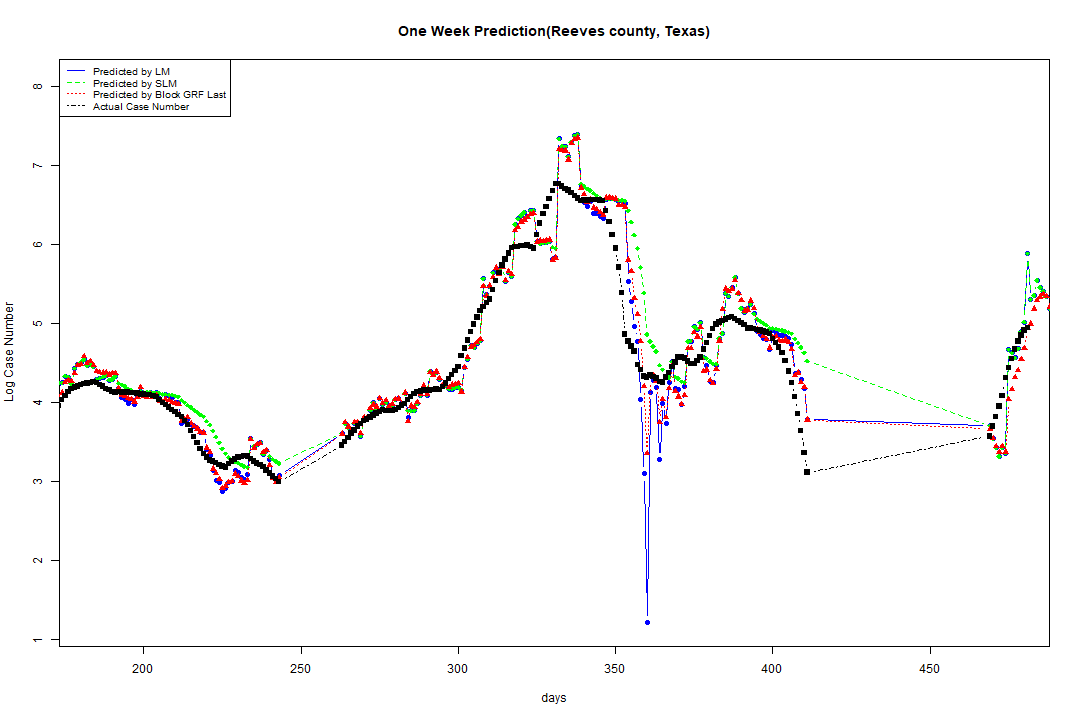 One Week Prediction(Reeves county, Texas)
Predicted by LM
Predicted by SLM
Predicted by Block GRF Last
Actual Case Number
8
7
6
5
4
3
2
1
Log Case Number
200 250 300 350 400 450
days